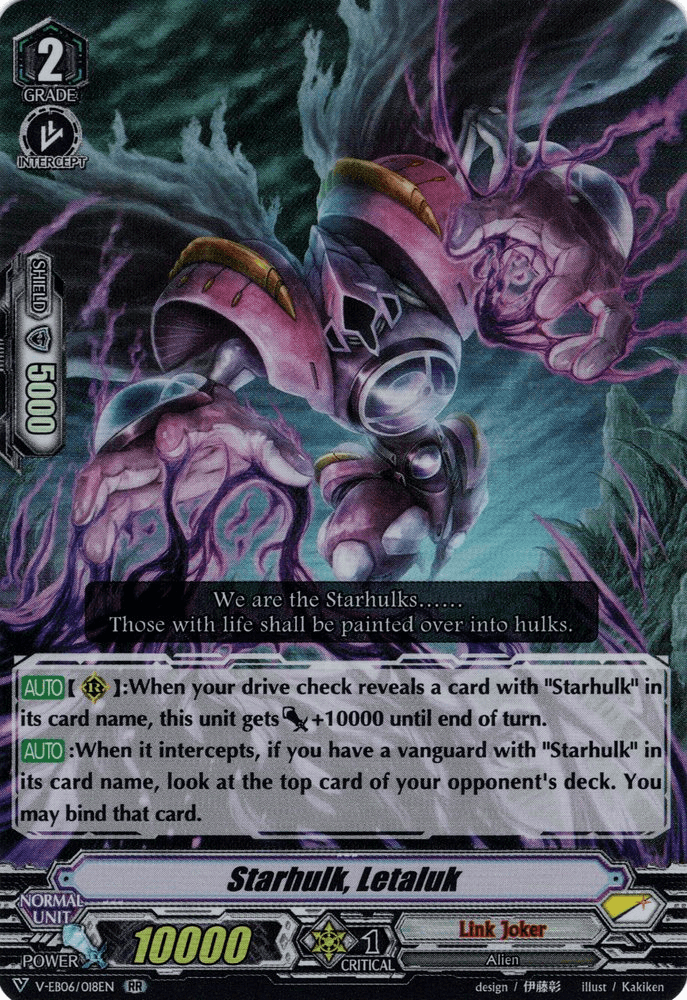 2
GRADE
INTERCEPT
SHIELD
5000
We are the Starhulks......
Those with life shall be painted over into hulks.
AUTO【 R 】:When your drive check reveals a card with "Starhulk" in
its card name, this unit gets +10000 until end of turn.
AUTO :When it intercepts, if you have a vanguard with "Starhulk" in
its card name, look at the top card of your opponent's deck. You
may bind that card.
Starhulk, Letaluk
NORMAL
UNIT
POWER 10000 1 CRITICAL
Link Joker
Alien
V-EB06/018EN RR design / 伊藤彰 illust / Kakiken